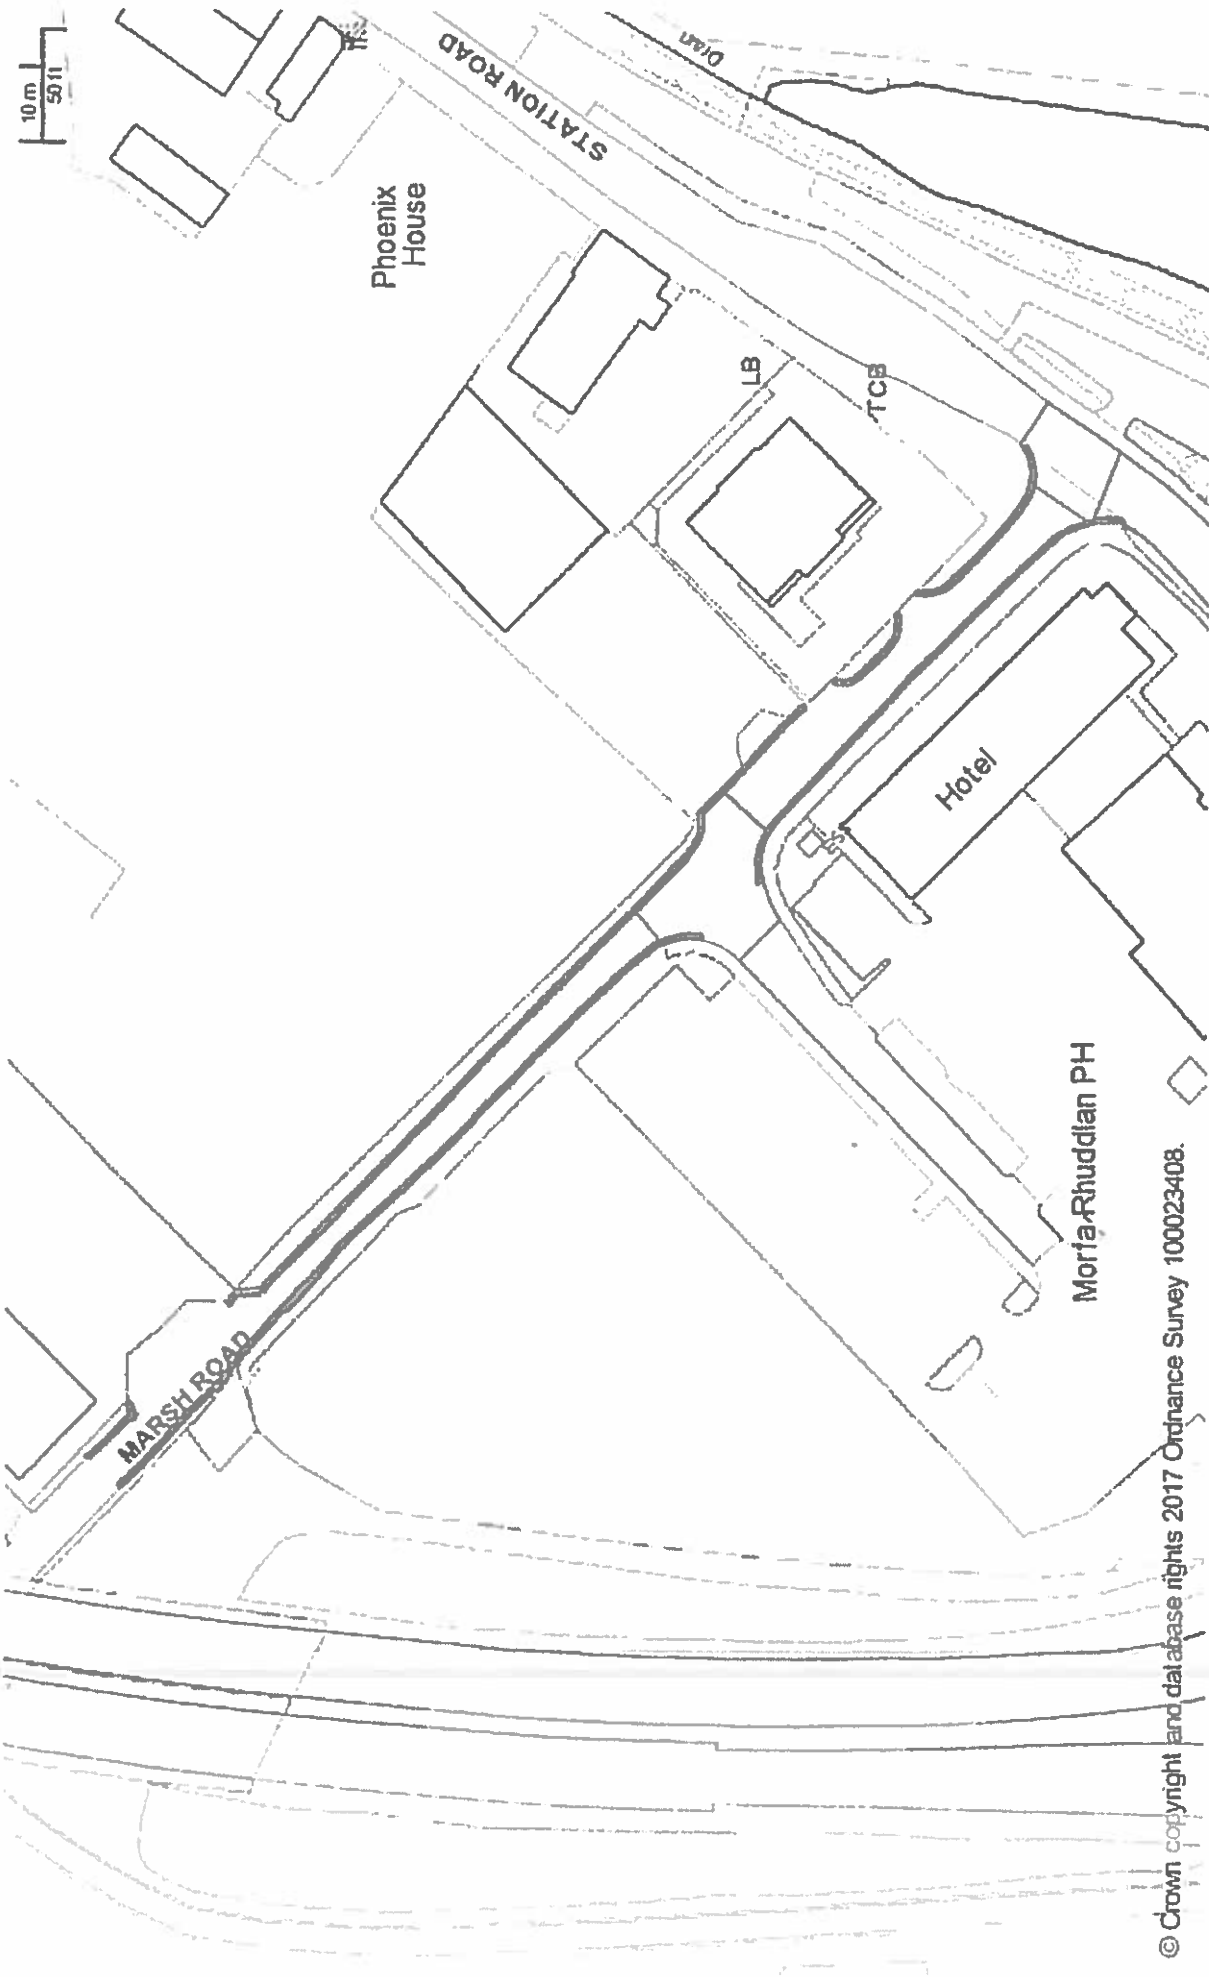 10 m
50 ft
STATION ROAD
Drain
Phoenix
House
LB
TCB
Hotel
MARSH ROAD
Morfa Rhuddlan PH
© Crown copyright and database rights 2017 Ordnance Survey 100023408.